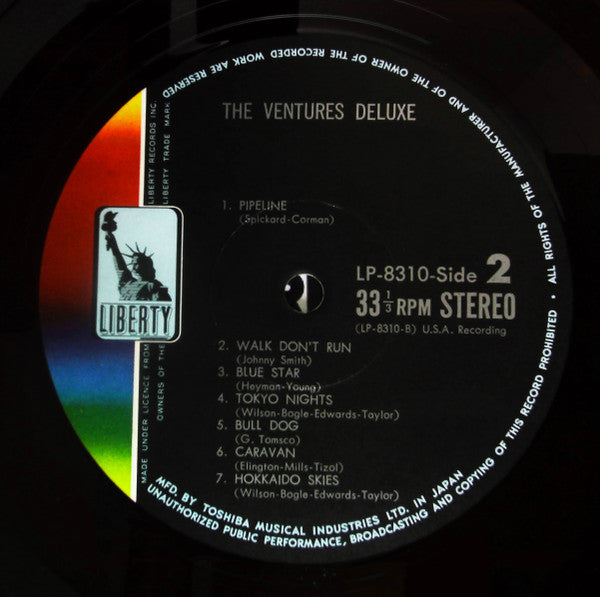 THE VENTURES DELUXE
1. PIPELINE
(Spickard-Corman)
LP-8310-Side 2
33 1/3 RPM STEREO
(LP-8310-B) U.S.A. Recording
2. WALK DON'T RUN
(Johnny Smith)
3. BLUE STAR
(Heyman-Young)
4. TOKYO NIGHTS
(Wilson-Bogle-Edwards-Taylor)
5. BULL DOG
(G. Tomsco)
6. CARAVAN
(Elington-Mills-Tizol)
7. HOKKAIDO SKIES
(Wilson-Bogle-Edwards-Taylor)
LIBERTY
MADE UNDER LICENCE FROM LIBERTY RECORDS INC.
OWNERS OF THE LIBERTY TRADE MARK
MFD. BY TOSHIBA MUSICAL INDUSTRIES LTD. IN JAPAN
UNAUTHORIZED PUBLIC PERFORMANCE, BROADCASTING AND COPYING OF THIS RECORD PROHIBITED • ALL RIGHTS OF THE MANUFACTURER AND OF THE OWNER OF THE RECORDED WORK ARE RESERVED